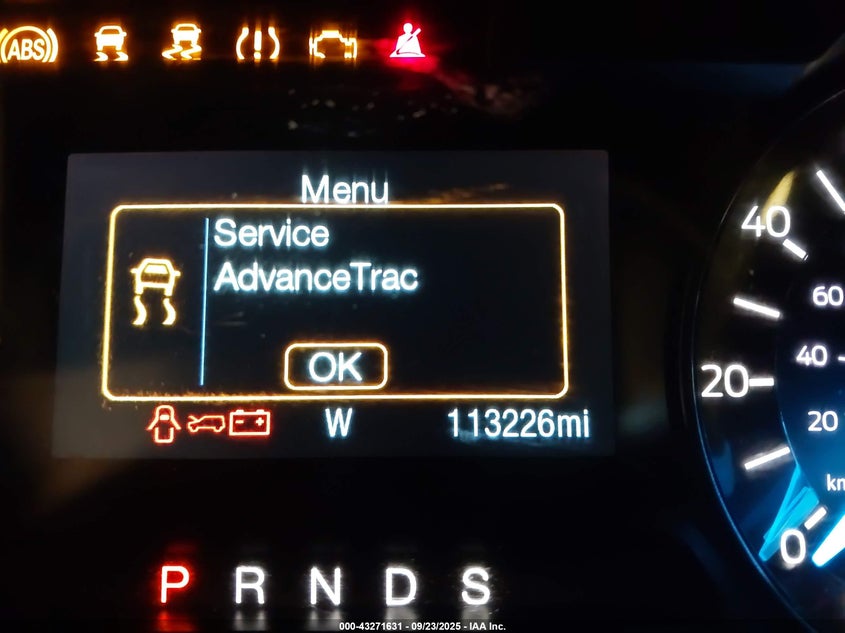 ABS
Menu
Service
AdvanceTrac
OK
W 113226mi
40
20
0
60
40
20
km
P R N D S
000-43271631 - 09/23/2025 - IAA Inc.